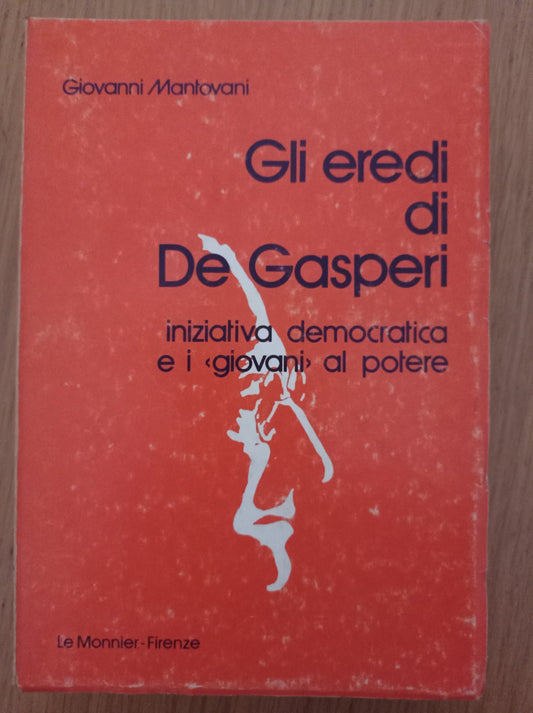 Giovanni Mantovani
Gli eredi
di
De Gasperi
iniziativa democratica
e i ‹giovani› al potere
Le Monnier - Firenze